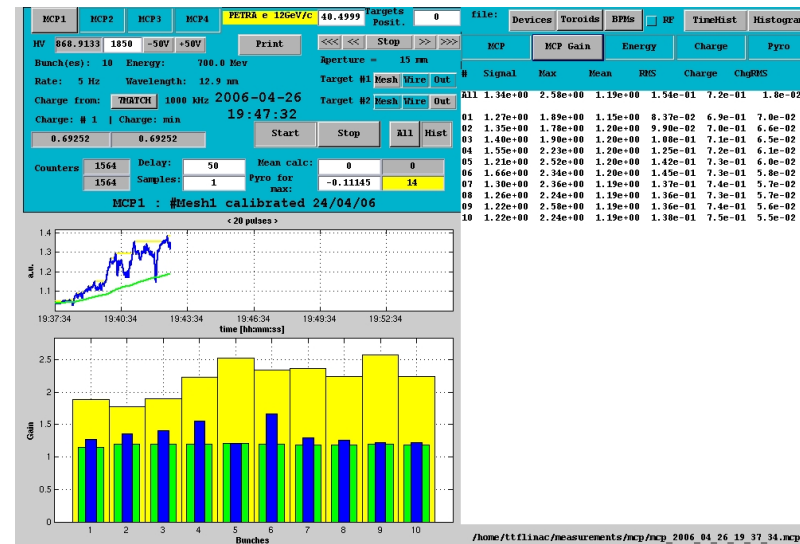 MCP1 MCP2 MCP3 MCP4 PETRA e 12GeV/c 40.4999 Targets Posit. 0
HV 868.9133 1850 -50V +50V Print <<< << Stop >> >>>
Bunch(es): 10 Energy: 700.0 Mev Aperture = 15 mm
Rate: 5 Hz Wavelength: 12.9 nm Target #1 Mesh Wire Out
Charge from: 7MATCH 1000 kHz 2006-04-26 Target #2 Mesh Wire Out
Charge: # 1 | Charge: min 19:47:32
0.69252 0.69252 Start Stop All Hist
Counters 1564 Delay: 50 Mean calc: 0 0
1564 Samples: 1 Pyro for max: -0.11145 14
MCP1 : #Mesh1 calibrated 24/04/06
file: Devices Toroids BPMs RF TimeHist Histogram
MCP MCP Gain Energy Charge Pyro
# Signal Max Mean RMS Charge ChgRMS
All 1.34e+00 2.58e+00 1.19e+00 1.54e-01 7.2e-01 1.8e-02
01 1.27e+00 1.89e+00 1.15e+00 8.37e-02 6.9e-01 7.0e-02
02 1.35e+00 1.78e+00 1.20e+00 9.90e-02 7.0e-01 6.6e-02
03 1.40e+00 1.90e+00 1.20e+00 1.08e-01 7.1e-01 6.5e-02
04 1.55e+00 2.23e+00 1.20e+00 1.25e-01 7.2e-01 6.1e-02
05 1.21e+00 2.52e+00 1.20e+00 1.42e-01 7.3e-01 6.0e-02
06 1.66e+00 2.34e+00 1.20e+00 1.45e-01 7.3e-01 5.8e-02
07 1.30e+00 2.36e+00 1.19e+00 1.37e-01 7.4e-01 5.7e-02
08 1.26e+00 2.24e+00 1.19e+00 1.36e-01 7.3e-01 5.7e-02
09 1.22e+00 2.58e+00 1.19e+00 1.36e-01 7.4e-01 5.6e-02
10 1.22e+00 2.24e+00 1.19e+00 1.38e-01 7.5e-01 5.5e-02
< 20 pulses >
1.4
1.3
1.2
1.1
a.u.
19:37:34 19:40:34 19:43:34 19:46:34 19:49:34 19:52:34
time [hh:mm:ss]
2.5
2
1.5
1
0.5
0
Gain
1 2 3 4 5 6 7 8 9 10
Bunches
/home/ttflinac/measurements/mcp/mcp_2006_04_26_19_37_34.mcp